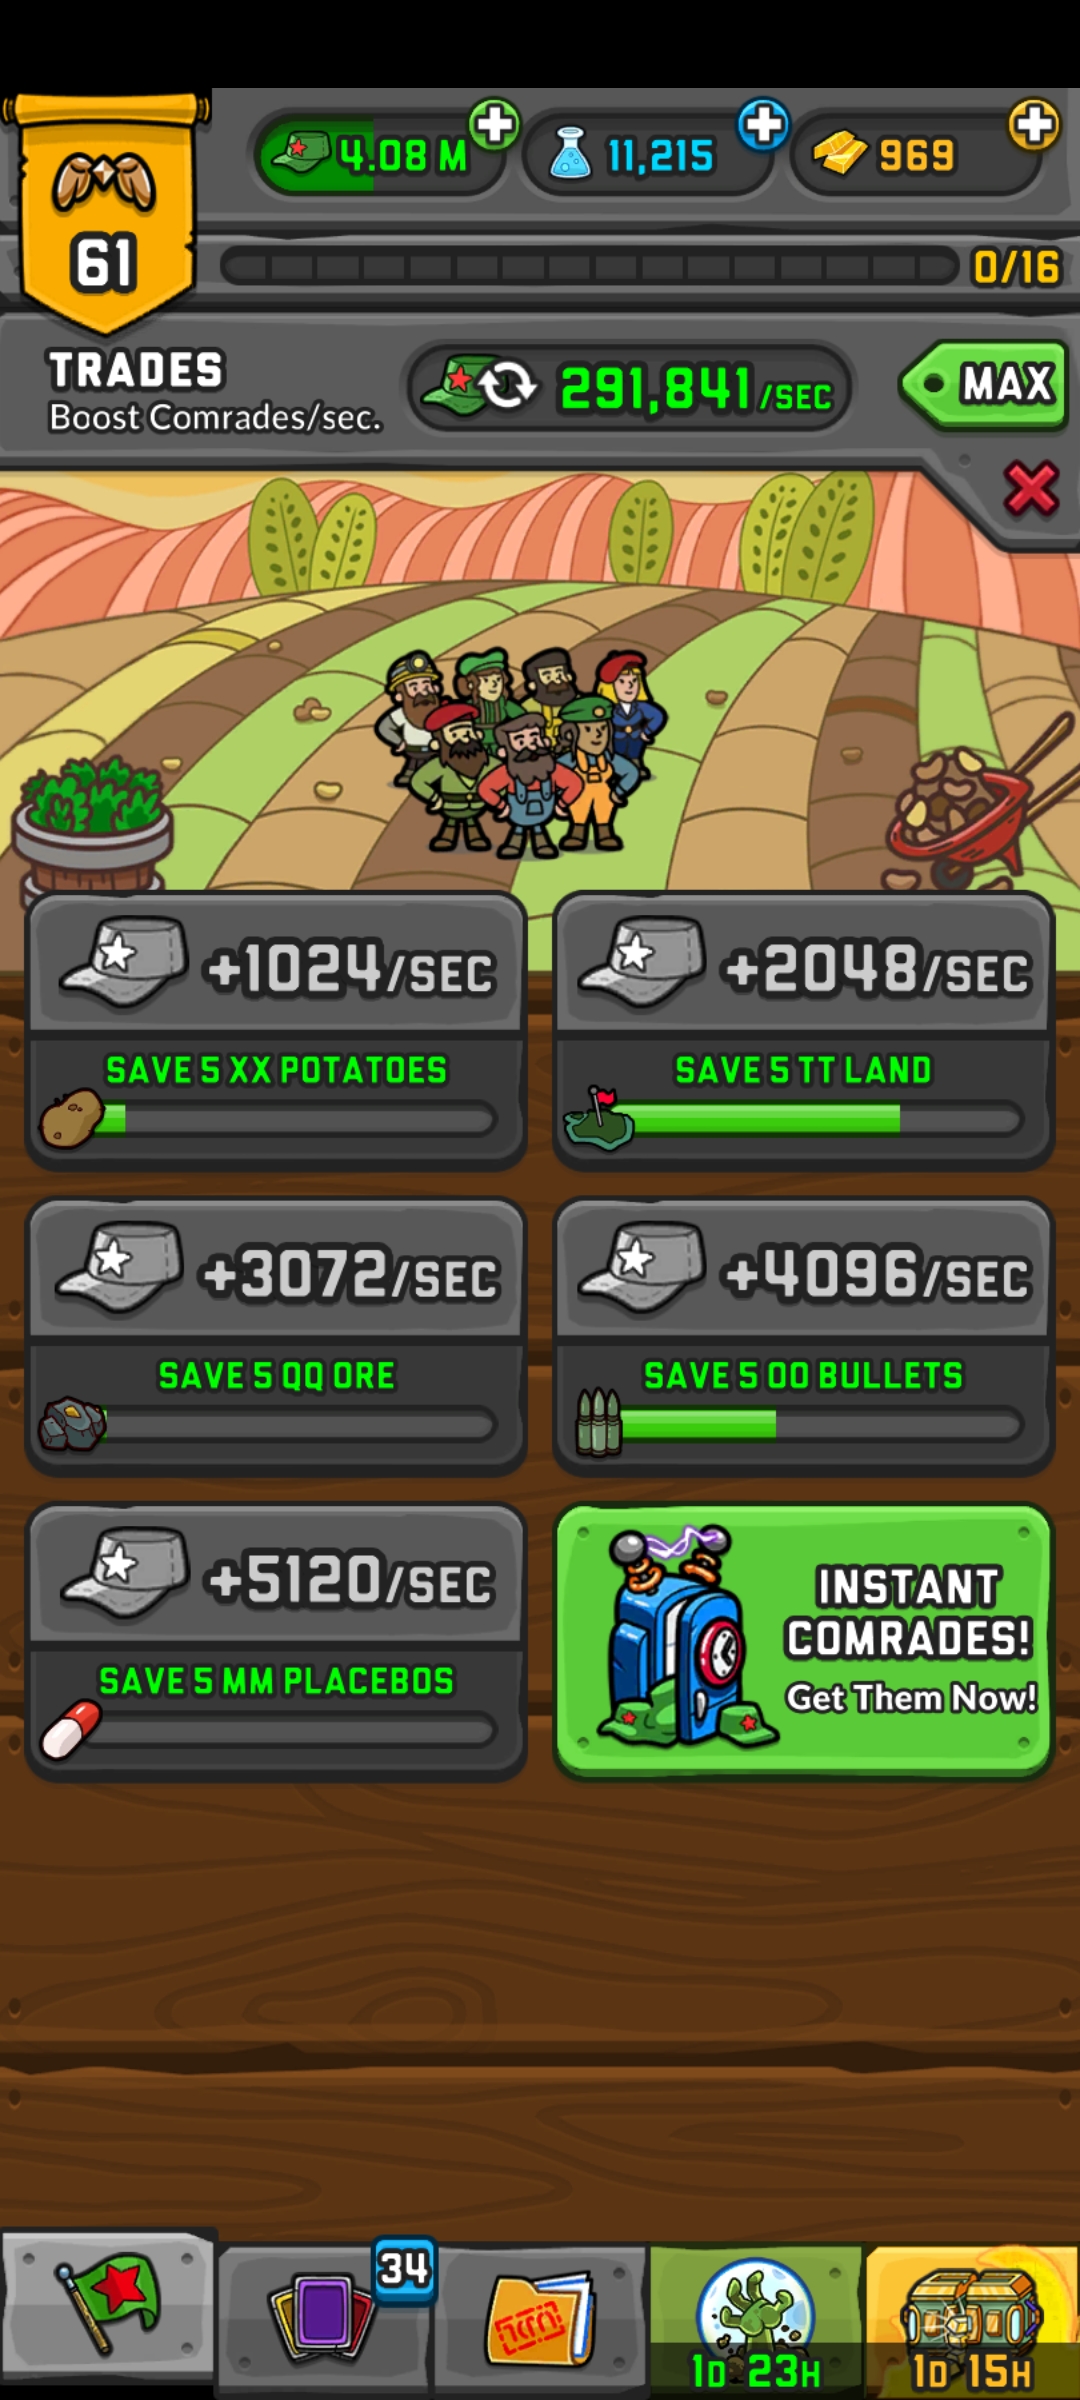 4.08 M
11,215
969
61
0/16
TRADES
Boost Comrades/sec.
291,841/SEC
MAX
+1024/SEC
+2048/SEC
SAVE 5 XX POTATOES
SAVE 5 TT LAND
+3072/SEC
+4096/SEC
SAVE 5 QQ ORE
SAVE 5 OO BULLETS
+5120/SEC
INSTANT
COMRADES!
Get Them Now!
SAVE 5 MM PLACEBOS
34
1D 23H
1D 15H